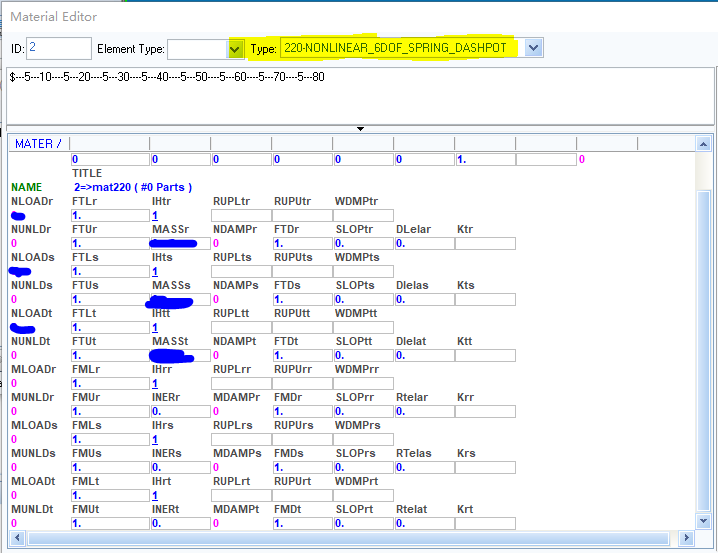 Material Editor
ID: 2 Element Type: Type: 220-NONLINEAR_6DOF_SPRING_DASHPOT
$---5---10----5---20----5---30----5---40----5---50----5---60----5---70----5---80
MATER /
0 0 0 0 0 0 1. 0
TITLE
NAME 2=>mat220 ( #0 Parts )
NLOADr FTLr IHtr RUPLtr RUPUtr WDMPtr
1. 1
NUNLDr FTUr MASSr NDAMPr FTDr SLOPtr DLelar Ktr
0 1. 0 1. 0. 0.
NLOADs FTLs IHts RUPLts RUPUts WDMPts
1. 1
NUNLDs FTUs MASSs NDAMPs FTDs SLOPts Dlelas Kts
0 1. 0 1. 0. 0.
NLOADt FTLt IHtt RUPLtt RUPUtt WDMPtt
1. 1
NUNLDt FTUt MASSt NDAMPt FTDt SLOPtt Dlelat Ktt
0 1. 0 1. 0. 0.
MLOADr FMLr IHrr RUPLrr RUPUrr WDMPrr
0 1. 1
MUNLDr FMUr INERr MDAMPr FMDr SLOPrr Rtelar Krr
0 1. 0. 0 1. 0. 0.
MLOADs FMLs IHrs RUPLrs RUPUrs WDMPrs
0 1. 1
MUNLDs FMUs INERs MDAMPs FMDs SLOPrs RTelas Krs
0 1. 0. 0 1. 0. 0.
MLOADt FMLt IHrt RUPLrt RUPUrt WDMPrt
0 1. 1
MUNLDt FMUt INERt MDAMPt FMDt SLOPrt Rtelat Krt
0 1. 0. 0 1. 0. 0.